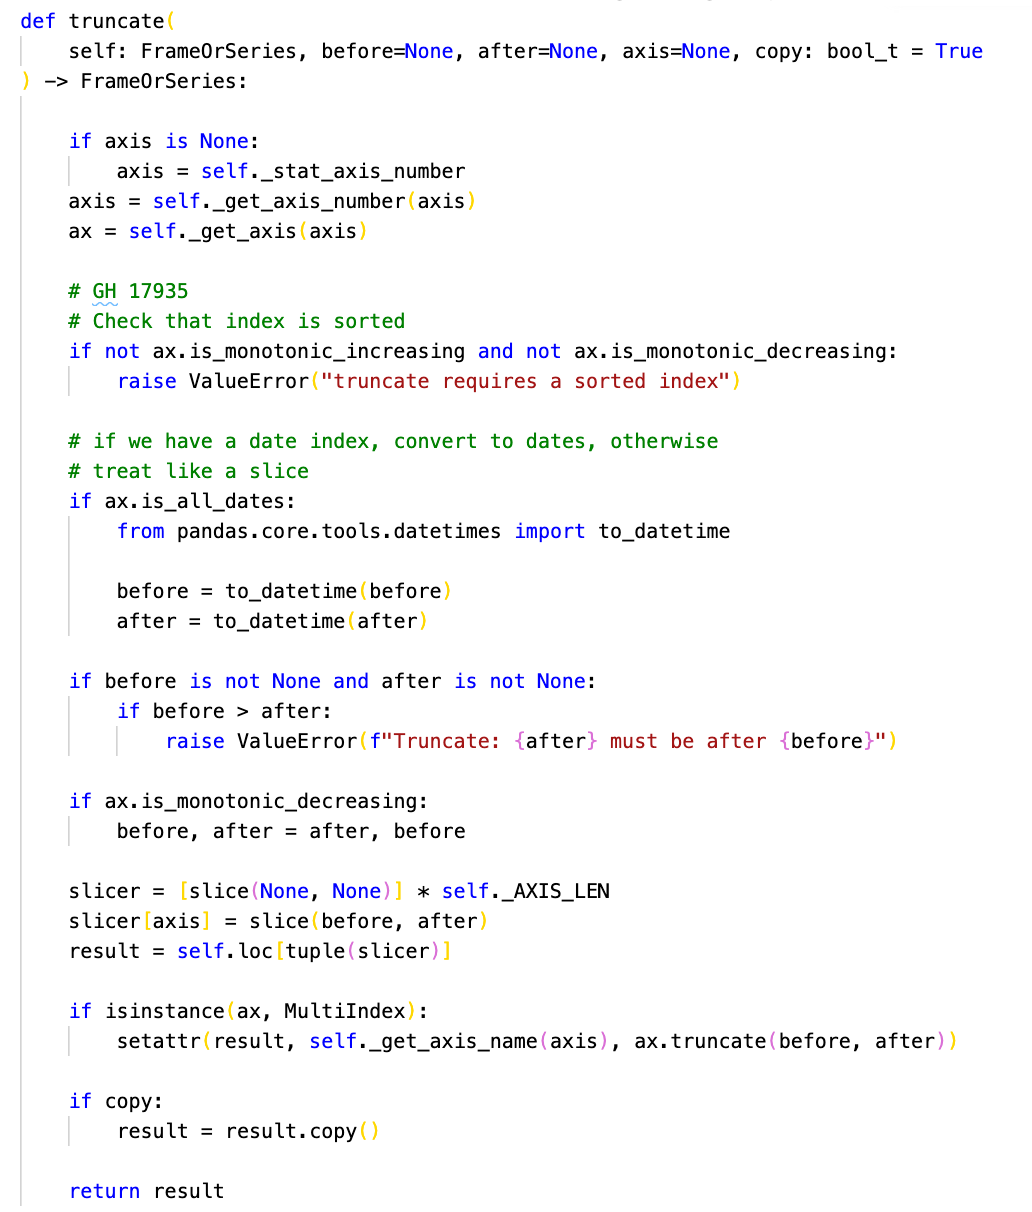 def truncate(
    self: FrameOrSeries, before=None, after=None, axis=None, copy: bool_t = True
) -> FrameOrSeries:

    if axis is None:
        axis = self._stat_axis_number
    axis = self._get_axis_number(axis)
    ax = self._get_axis(axis)

    # GH 17935
    # Check that index is sorted
    if not ax.is_monotonic_increasing and not ax.is_monotonic_decreasing:
        raise ValueError("truncate requires a sorted index")

    # if we have a date index, convert to dates, otherwise
    # treat like a slice
    if ax.is_all_dates:
        from pandas.core.tools.datetimes import to_datetime

        before = to_datetime(before)
        after = to_datetime(after)

    if before is not None and after is not None:
        if before > after:
            raise ValueError(f"Truncate: {after} must be after {before}")

    if ax.is_monotonic_decreasing:
        before, after = after, before

    slicer = [slice(None, None)] * self._AXIS_LEN
    slicer[axis] = slice(before, after)
    result = self.loc[tuple(slicer)]

    if isinstance(ax, MultiIndex):
        setattr(result, self._get_axis_name(axis), ax.truncate(before, after))

    if copy:
        result = result.copy()

    return result